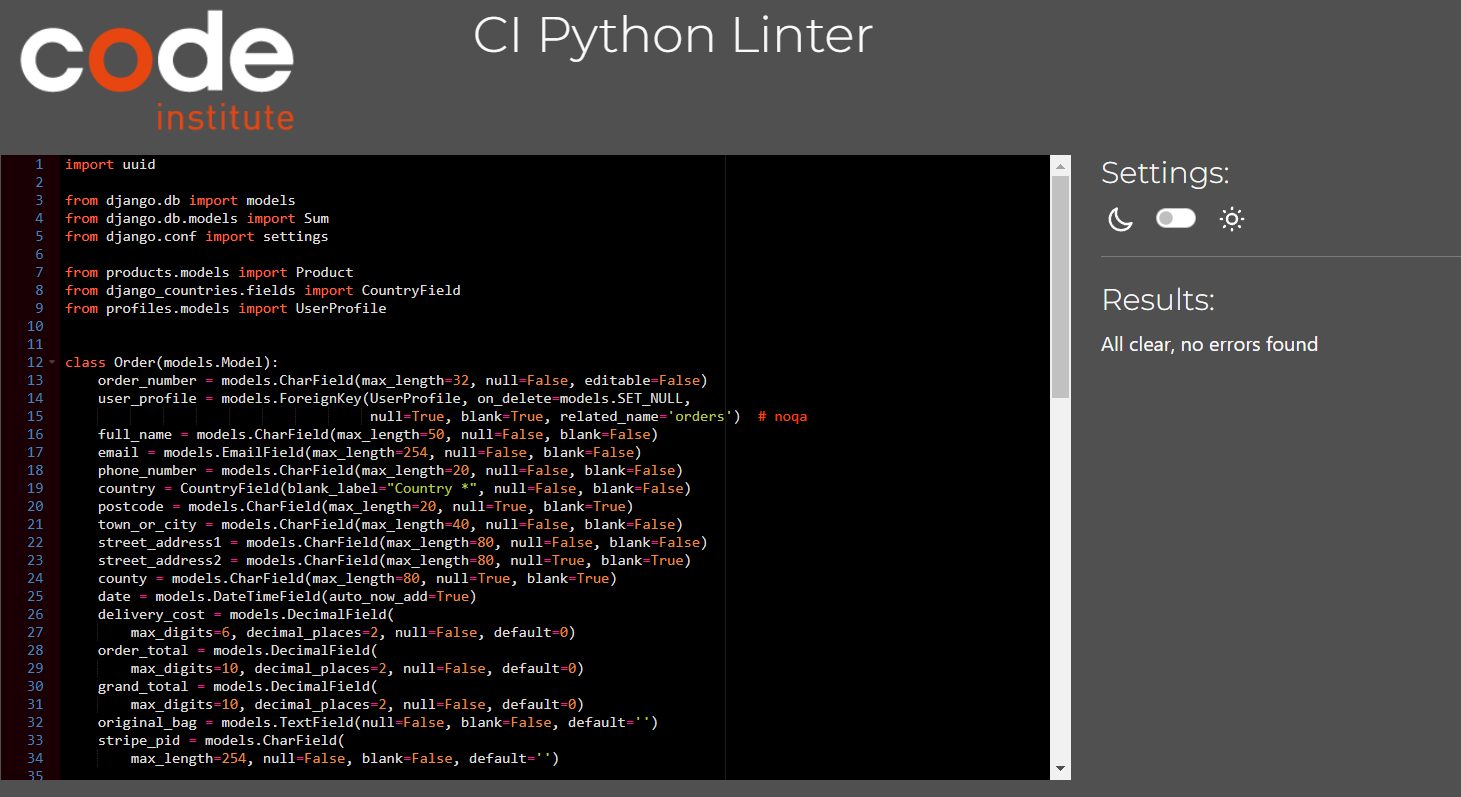 code
institute
CI Python Linter
1 import uuid
2
3 from django.db import models
4 from django.db.models import Sum
5 from django.conf import settings
6
7 from products.models import Product
8 from django_countries.fields import CountryField
9 from profiles.models import UserProfile
10
11
12 class Order(models.Model):
13     order_number = models.CharField(max_length=32, null=False, editable=False)
14     user_profile = models.ForeignKey(UserProfile, on_delete=models.SET_NULL,
15                                      null=True, blank=True, related_name='orders')  # noqa
16     full_name = models.CharField(max_length=50, null=False, blank=False)
17     email = models.EmailField(max_length=254, null=False, blank=False)
18     phone_number = models.CharField(max_length=20, null=False, blank=False)
19     country = CountryField(blank_label="Country *", null=False, blank=False)
20     postcode = models.CharField(max_length=20, null=True, blank=True)
21     town_or_city = models.CharField(max_length=40, null=False, blank=False)
22     street_address1 = models.CharField(max_length=80, null=False, blank=False)
23     street_address2 = models.CharField(max_length=80, null=True, blank=True)
24     county = models.CharField(max_length=80, null=True, blank=True)
25     date = models.DateTimeField(auto_now_add=True)
26     delivery_cost = models.DecimalField(
27         max_digits=6, decimal_places=2, null=False, default=0)
28     order_total = models.DecimalField(
29         max_digits=10, decimal_places=2, null=False, default=0)
30     grand_total = models.DecimalField(
31         max_digits=10, decimal_places=2, null=False, default=0)
32     original_bag = models.TextField(null=False, blank=False, default='')
33     stripe_pid = models.CharField(
34         max_length=254, null=False, blank=False, default='')
35
Settings:
Results:
All clear, no errors found